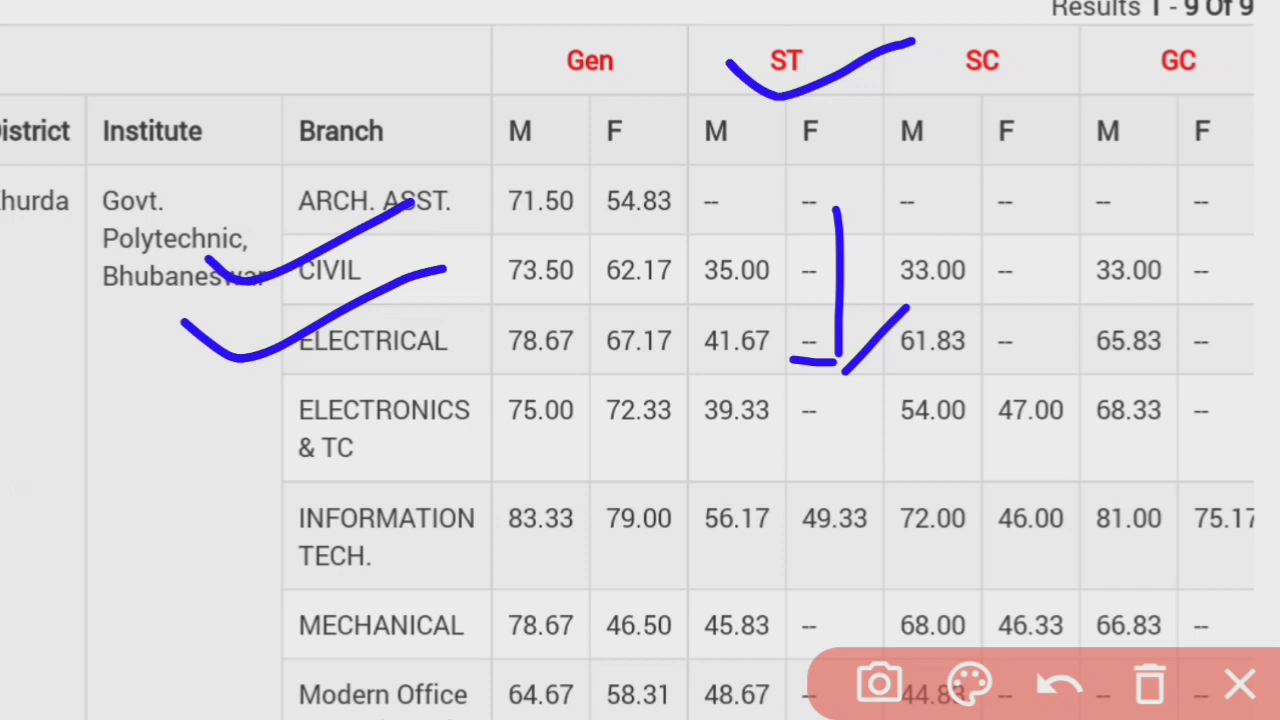 Results 1 - 9 Of 9
Gen ST SC GC
District Institute Branch M F M F M F M F
Khurda Govt. Polytechnic, Bhubaneswar ARCH. ASST. 71.50 54.83 -- -- -- -- -- --
CIVIL 73.50 62.17 35.00 -- 33.00 -- 33.00 --
ELECTRICAL 78.67 67.17 41.67 -- 61.83 -- 65.83 --
ELECTRONICS & TC 75.00 72.33 39.33 -- 54.00 47.00 68.33 --
INFORMATION TECH. 83.33 79.00 56.17 49.33 72.00 46.00 81.00 75.17
MECHANICAL 78.67 46.50 45.83 -- 68.00 46.33 66.83 --
Modern Office 64.67 58.31 48.67 -- 44.83 -- -- --